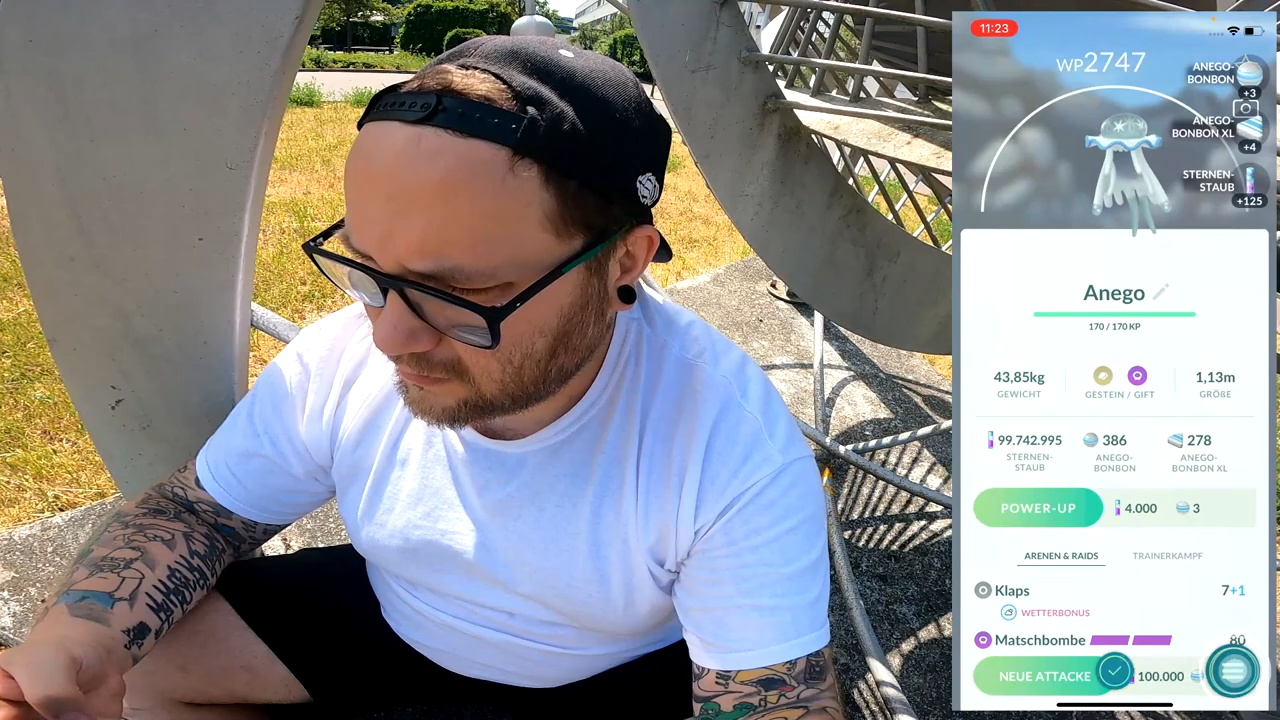 11:23
WP2747
ANEGO-
BONBON
+3
ANEGO-
BONBON XL
+4
STERNEN-
STAUB
+125
Anego
170 / 170 KP
43,85kg
GEWICHT
GESTEIN / GIFT
1,13m
GRÖßE
99.742.995
STERNEN-
STAUB
386
ANEGO-
BONBON
278
ANEGO-
BONBON XL
POWER-UP
4.000
3
ARENEN & RAIDS
TRAINERKAMPF
Klaps
7+1
WETTERBONUS
Matschbombe
80
NEUE ATTACKE
100.000